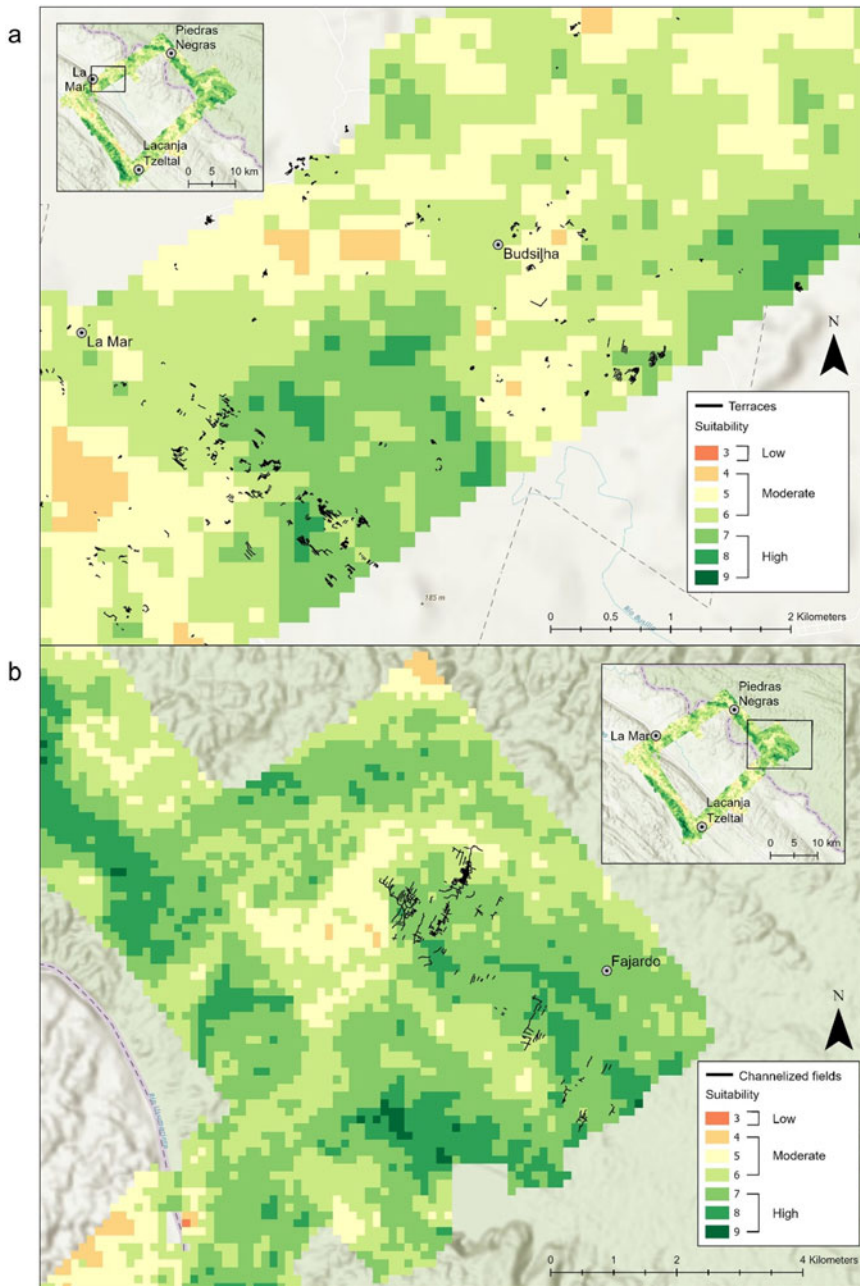 a
Piedras
Negras
La
Mar
Lacanja
Tzeltal
0 5 10 km
Budsilha
La Mar
N
Terraces
Suitability
3 Low
4
5 Moderate
6
7
8 High
9
185 m
0 0.5 1 2 Kilometers
b
Piedras
Negras
La Mar
Lacanja
Tzeltal
0 5 10 km
Fajardo
N
Channelized fields
Suitability
3 Low
4
5 Moderate
6
7
8 High
9
0 1 2 4 Kilometers